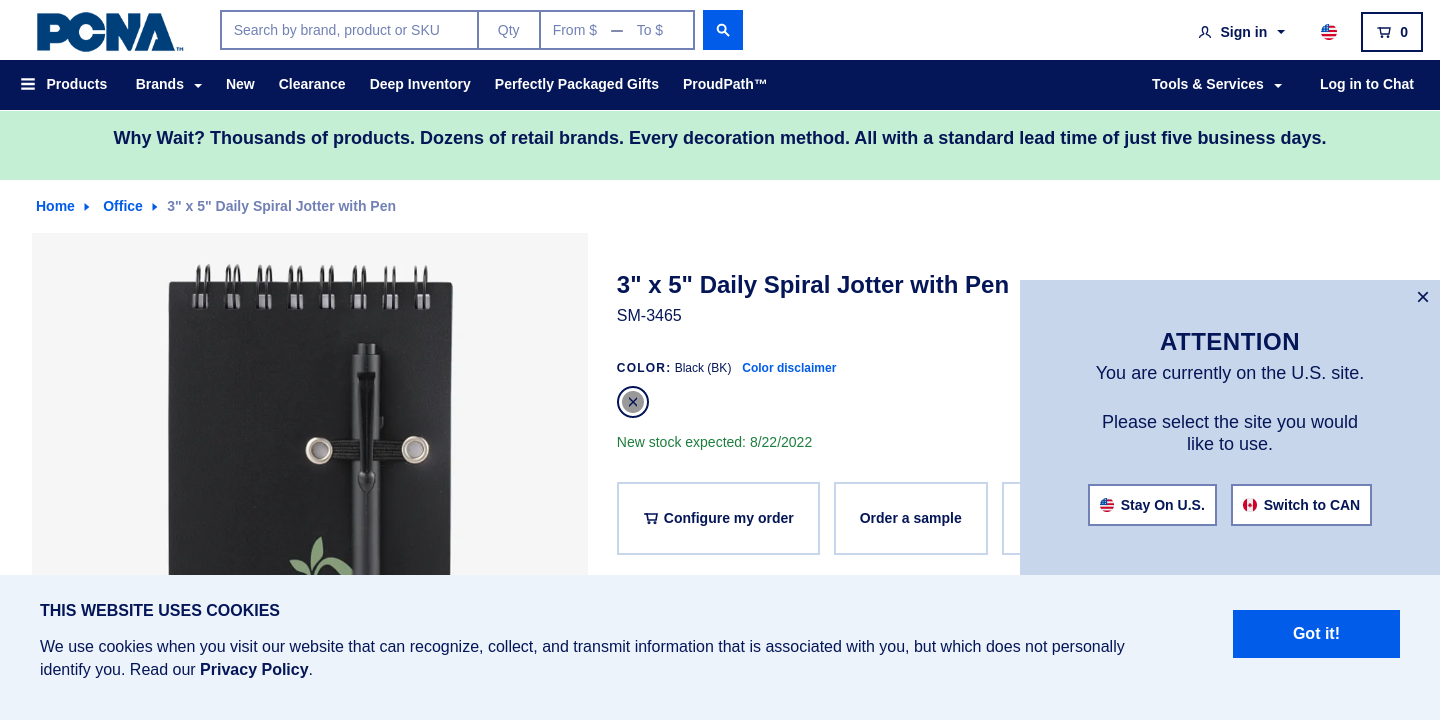 PCNA™
Search by brand, product or SKU
Qty
From $ — To $
Sign in
0
Products
Brands
New
Clearance
Deep Inventory
Perfectly Packaged Gifts
ProudPath™
Tools & Services
Log in to Chat
Why Wait? Thousands of products. Dozens of retail brands. Every decoration method. All with a standard lead time of just five business days.
Home
Office
3" x 5" Daily Spiral Jotter with Pen
3" x 5" Daily Spiral Jotter with Pen
SM-3465
COLOR: Black (BK) Color disclaimer
New stock expected: 8/22/2022
Configure my order
Order a sample
×
ATTENTION
You are currently on the U.S. site.
Please select the site you would
like to use.
Stay On U.S.
Switch to CAN
THIS WEBSITE USES COOKIES
We use cookies when you visit our website that can recognize, collect, and transmit information that is associated with you, but which does not personally
identify you. Read our Privacy Policy.
Got it!